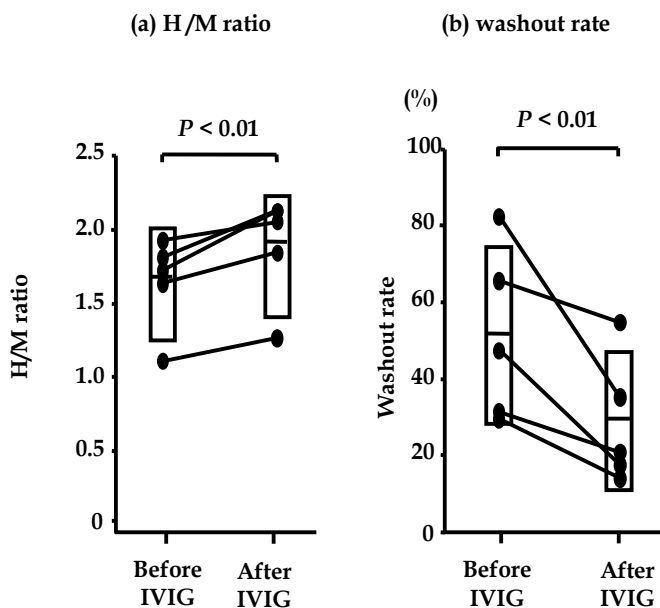 (a) H/M ratio
(b) washout rate
P < 0.01
2.5
2.0
1.5
1.0
0.5
0
H/M ratio
Before IVIG
After IVIG
(%)
P < 0.01
100
80
60
40
20
0
Washout rate
Before IVIG
After IVIG